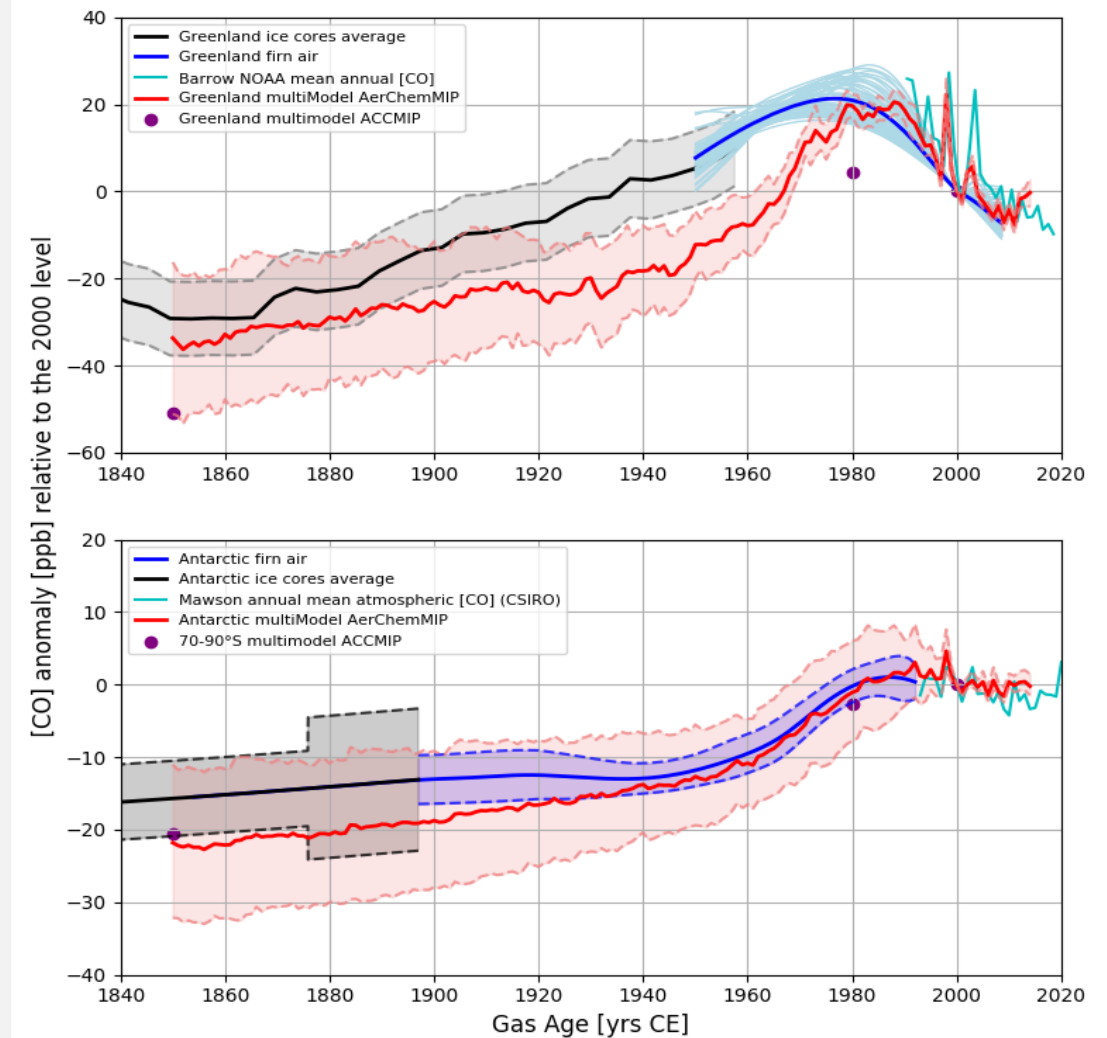 [CO] anomaly [ppb] relative to the 2000 level
40
20
0
−20
−40
−60
Greenland ice cores average
Greenland firn air
Barrow NOAA mean annual [CO]
Greenland multiModel AerChemMIP
Greenland multimodel ACCMIP
1840 1860 1880 1900 1920 1940 1960 1980 2000 2020
20
10
0
−10
−20
−30
−40
Antarctic firn air
Antarctic ice cores average
Mawson annual mean atmospheric [CO] (CSIRO)
Antarctic multiModel AerChemMIP
70-90°S multimodel ACCMIP
1840 1860 1880 1900 1920 1940 1960 1980 2000 2020
Gas Age [yrs CE]